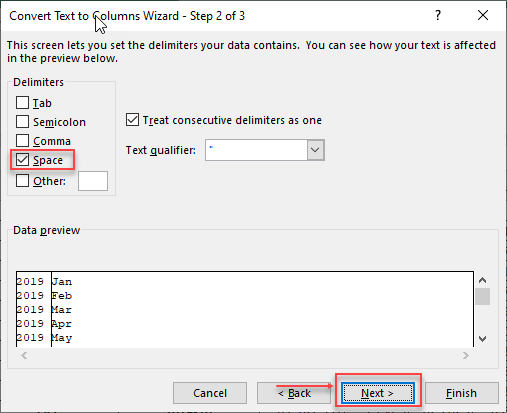 Convert Text to Columns Wizard - Step 2 of 3 ? ×
This screen lets you set the delimiters your data contains. You can see how your text is affected
in the preview below.
Delimiters
Tab
Semicolon
Comma
Space
Other:
Treat consecutive delimiters as one
Text qualifier: "
Data preview
2019 Jan
2019 Feb
2019 Mar
2019 Apr
2019 May
Cancel < Back Next > Finish